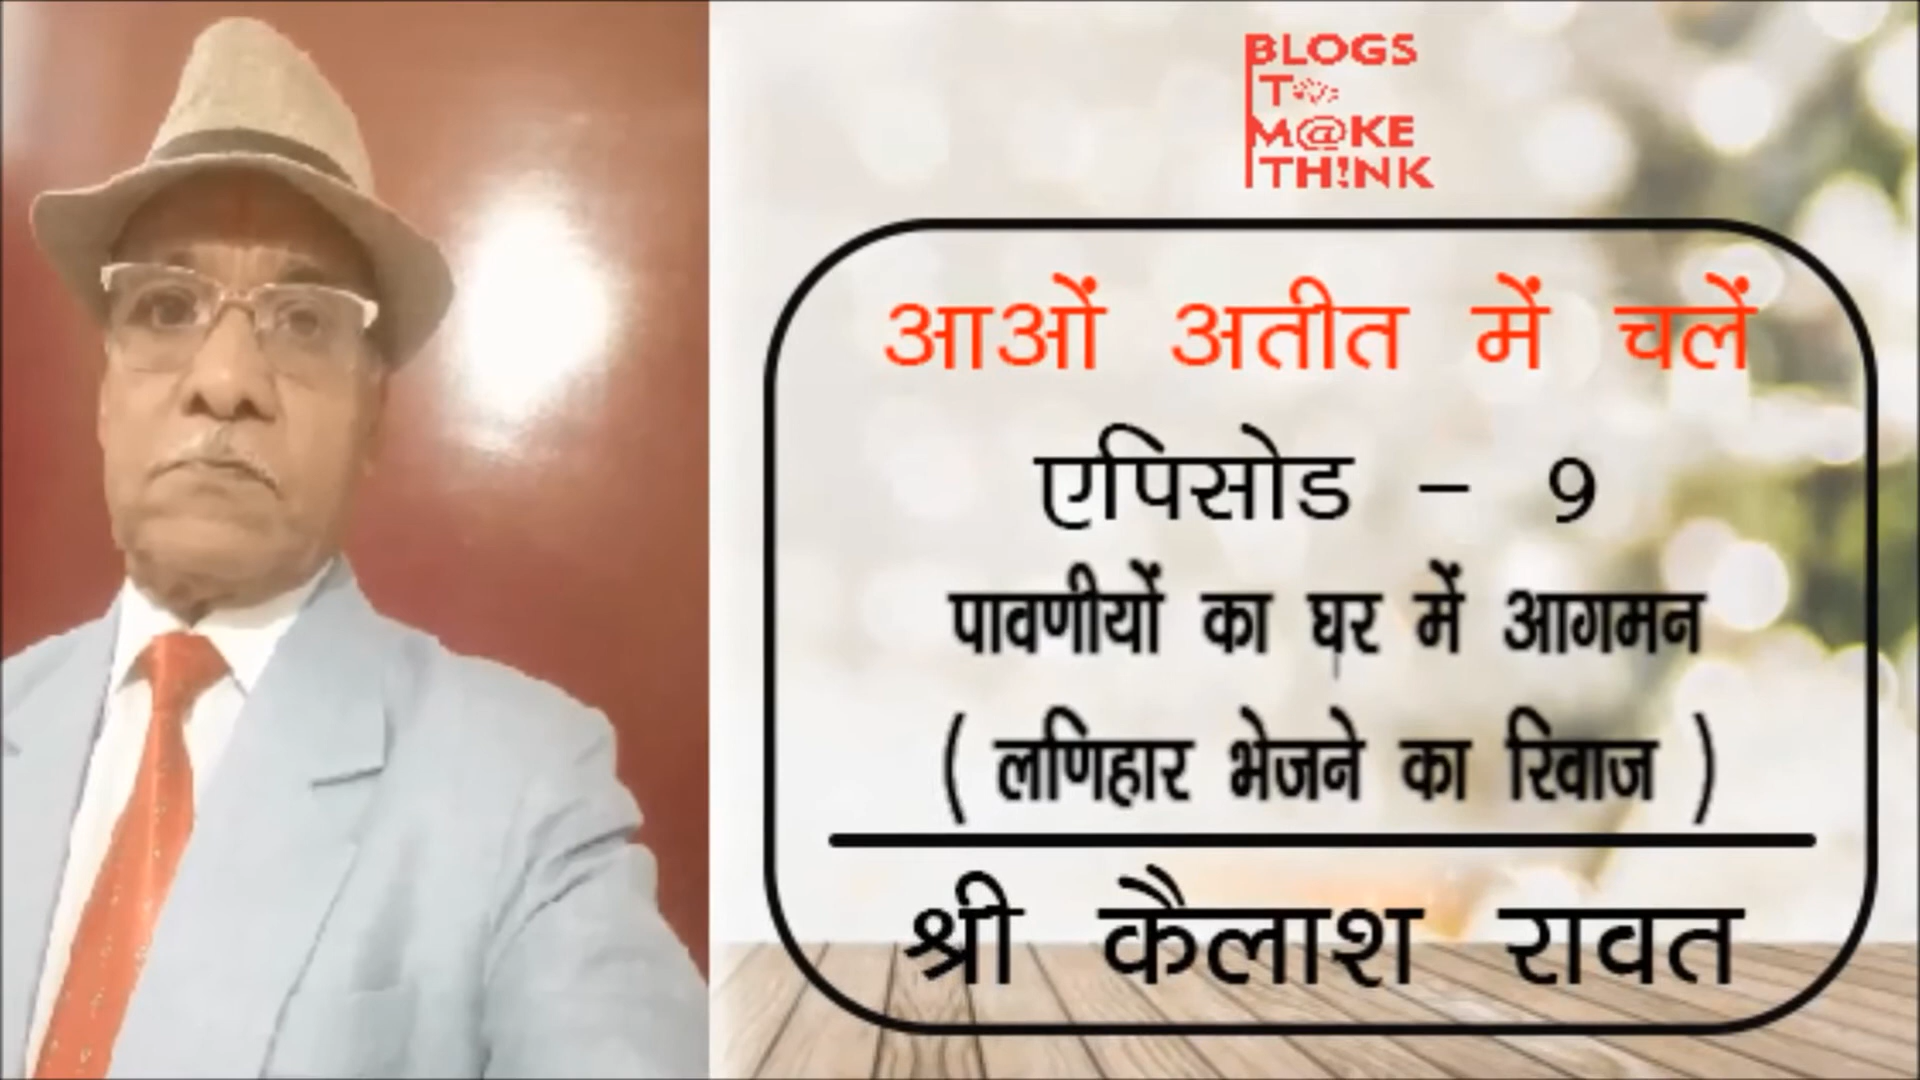 BLOGS
TO
M@KE
TH!NK
आओं अतीत में चलें
एपिसोड - 9
पावणीयों का घर में आगमन
( लणिहार भेजने का रिवाज )
श्री कैलाश रावत